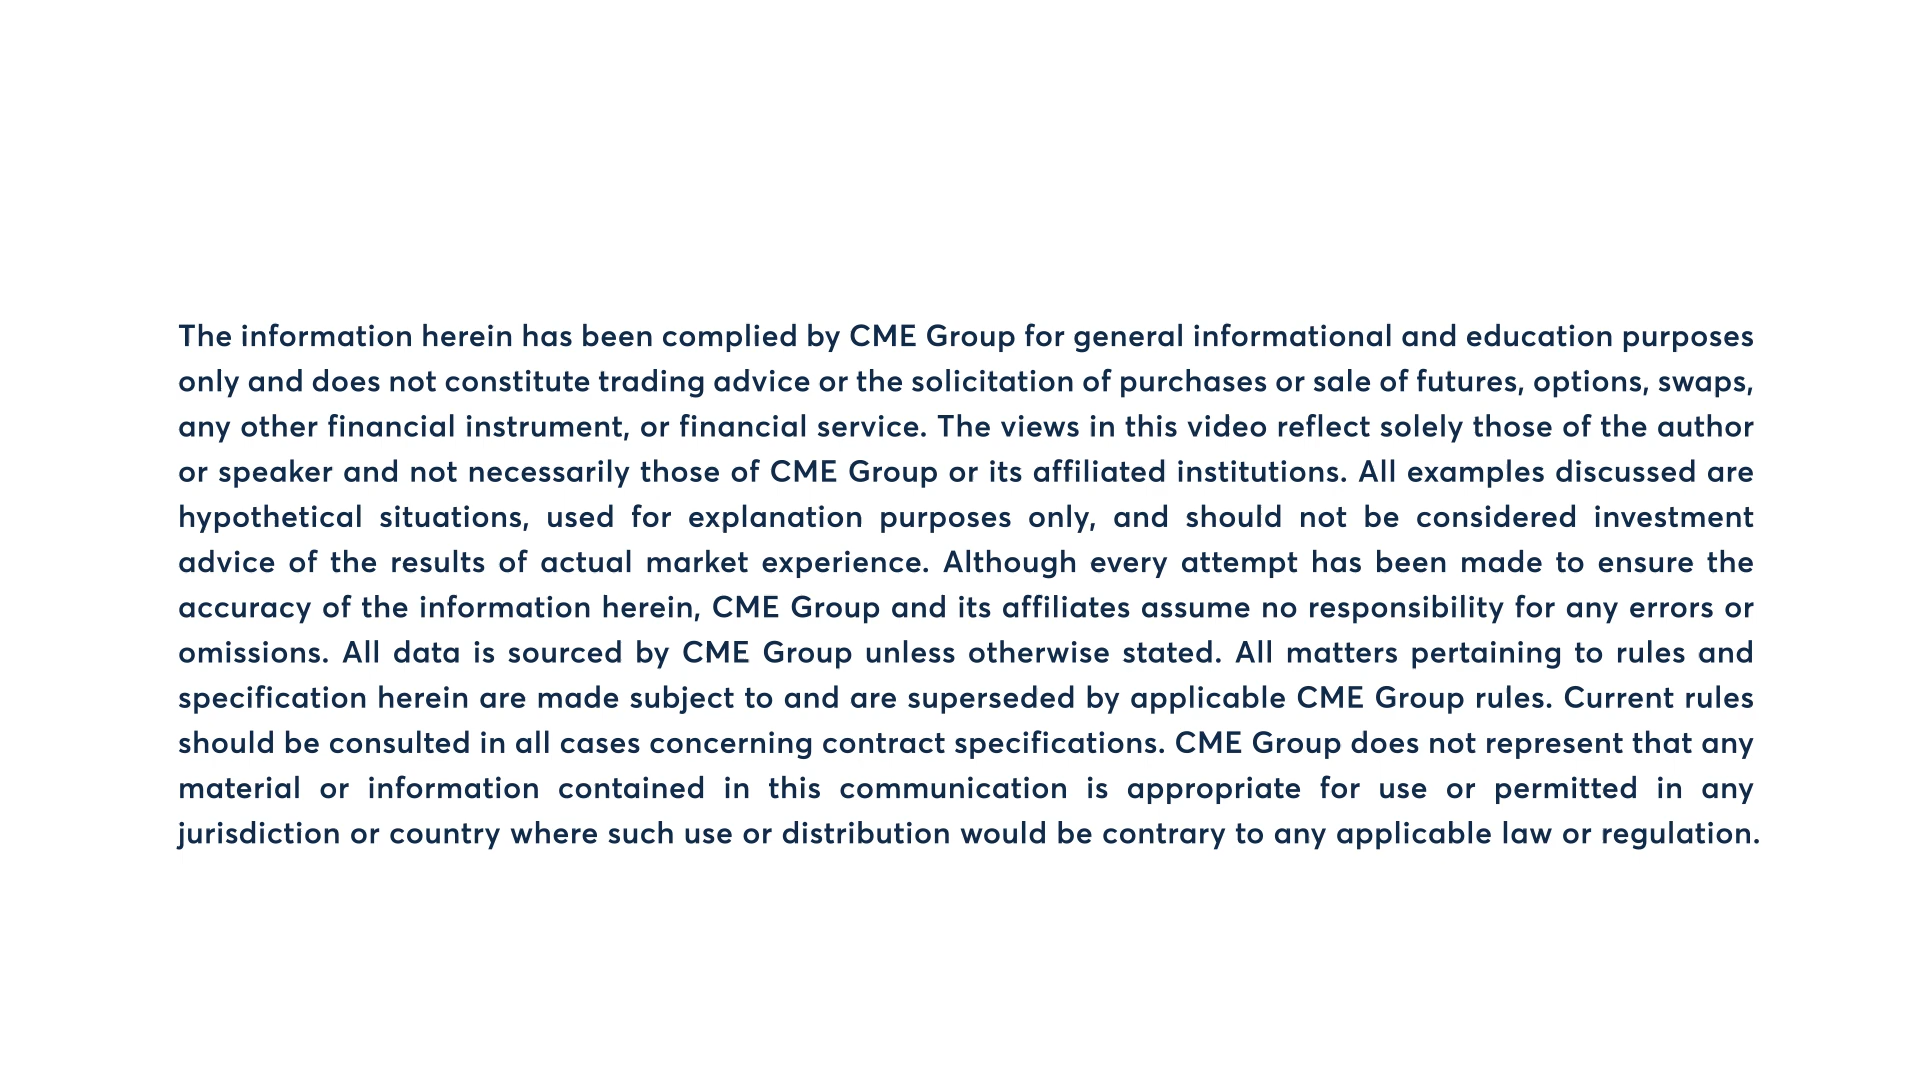 The information herein has been complied by CME Group for general informational and education purposes
only and does not constitute trading advice or the solicitation of purchases or sale of futures, options, swaps,
any other financial instrument, or financial service. The views in this video reflect solely those of the author
or speaker and not necessarily those of CME Group or its affiliated institutions. All examples discussed are
hypothetical situations, used for explanation purposes only, and should not be considered investment
advice of the results of actual market experience. Although every attempt has been made to ensure the
accuracy of the information herein, CME Group and its affiliates assume no responsibility for any errors or
omissions. All data is sourced by CME Group unless otherwise stated. All matters pertaining to rules and
specification herein are made subject to and are superseded by applicable CME Group rules. Current rules
should be consulted in all cases concerning contract specifications. CME Group does not represent that any
material or information contained in this communication is appropriate for use or permitted in any
jurisdiction or country where such use or distribution would be contrary to any applicable law or regulation.